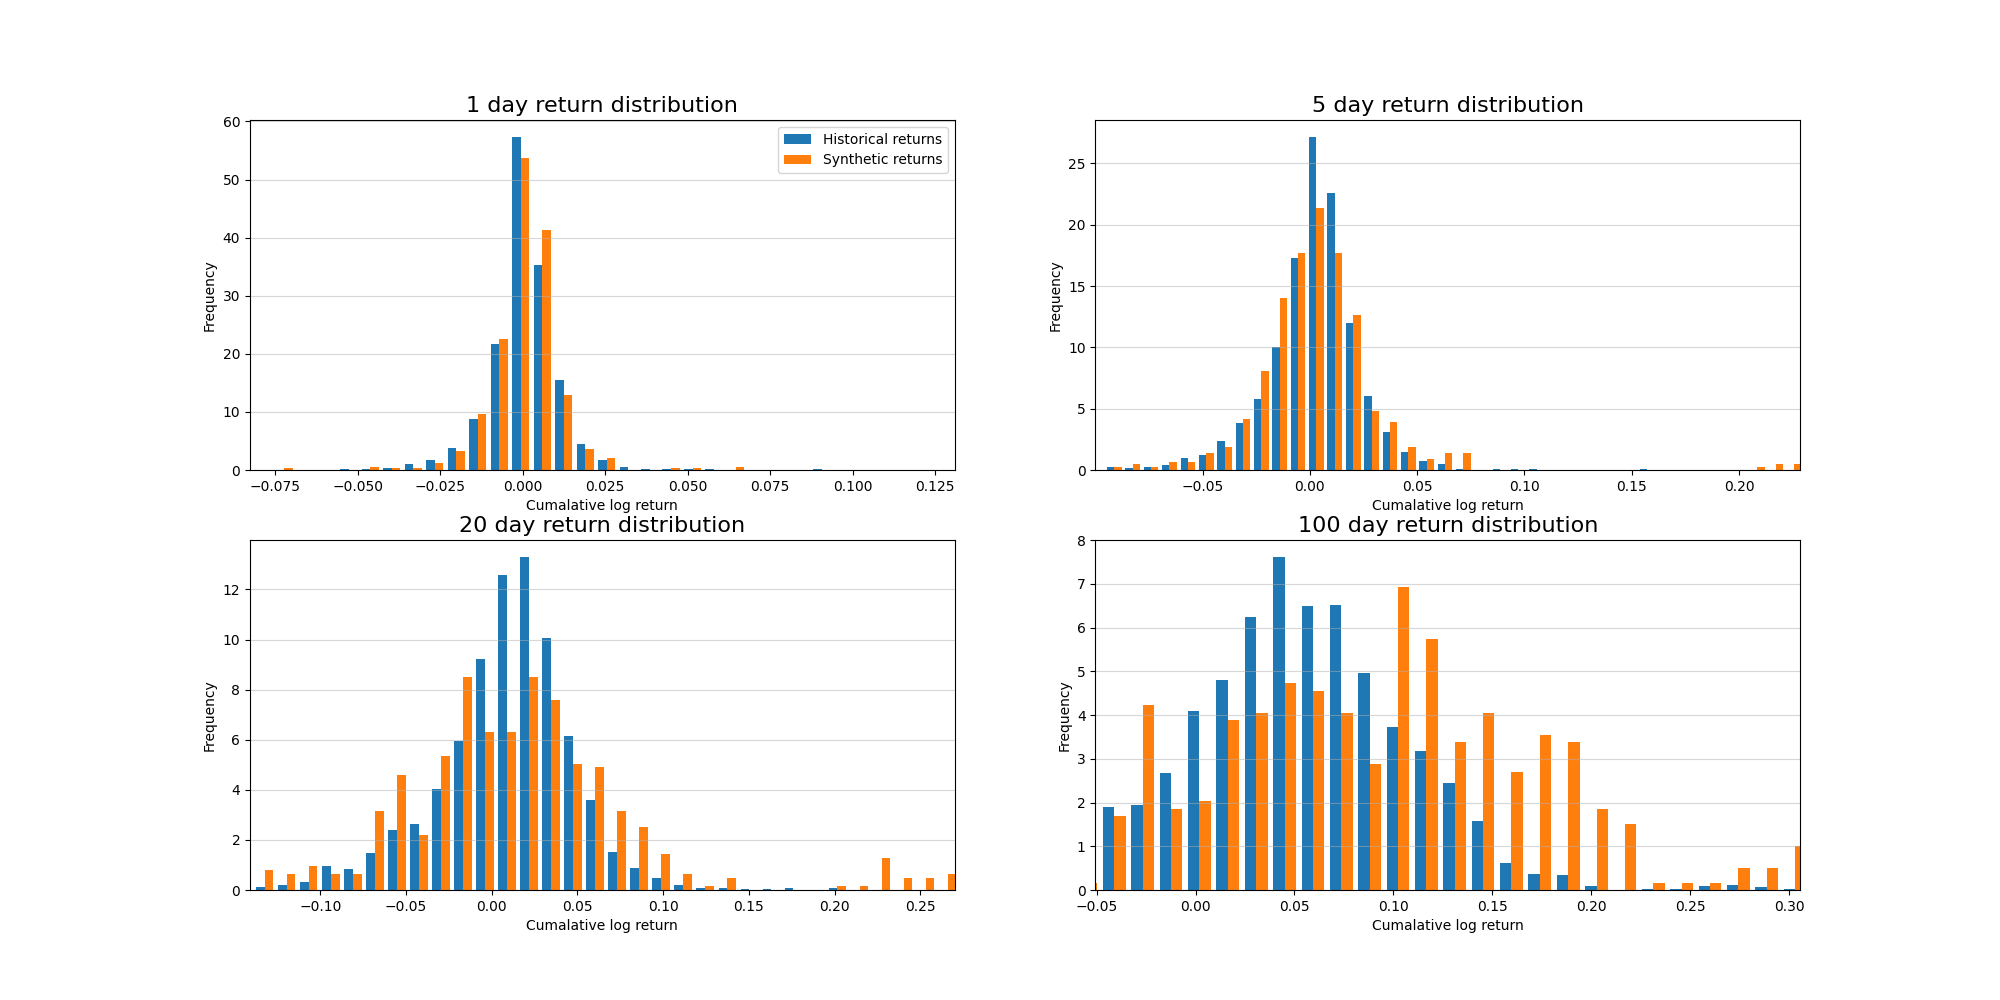 1 day return distribution
60
50
40
30
20
10
0
Frequency
Historical returns
Synthetic returns
−0.075 −0.050 −0.025 0.000 0.025 0.050 0.075 0.100 0.125
Cumalative log return
5 day return distribution
25
20
15
10
5
0
Frequency
−0.05 0.00 0.05 0.10 0.15 0.20
Cumalative log return
20 day return distribution
12
10
8
6
4
2
0
Frequency
−0.10 −0.05 0.00 0.05 0.10 0.15 0.20 0.25
Cumalative log return
100 day return distribution
8
7
6
5
4
3
2
1
0
Frequency
−0.05 0.00 0.05 0.10 0.15 0.20 0.25 0.30
Cumalative log return